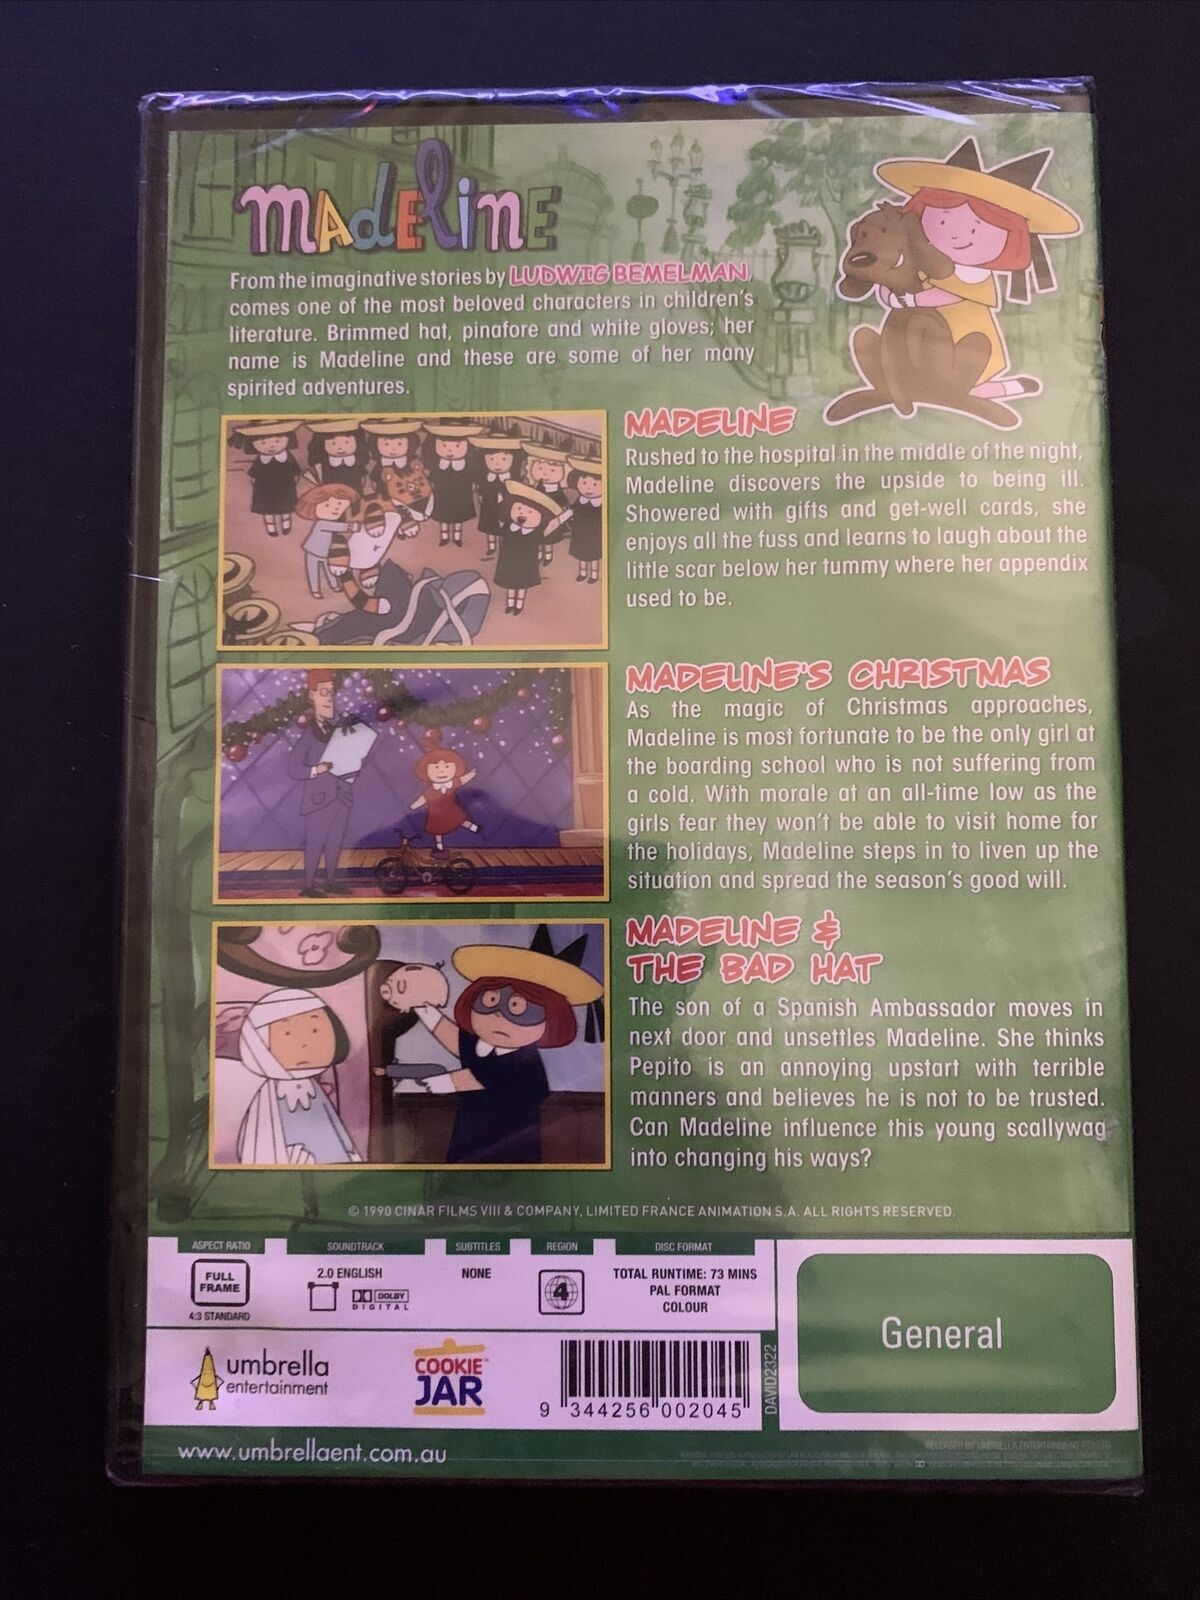 madeline
From the imaginative stories by LUDWIG BEMELMAN,
comes one of the most beloved characters in children's
literature. Brimmed hat, pinafore and white gloves; her
name is Madeline and these are some of her many
spirited adventures.
MADELINE
Rushed to the hospital in the middle of the night,
Madeline discovers the upside to being ill.
Showered with gifts and get-well cards, she
enjoys all the fuss and learns to laugh about the
little scar below her tummy where her appendix
used to be.
MADELINE'S CHRISTMAS
As the magic of Christmas approaches,
Madeline is most fortunate to be the only girl at
the boarding school who is not suffering from
a cold. With morale at an all-time low as the
girls fear they won't be able to visit home for
the holidays, Madeline steps in to liven up the
situation and spread the season's good will.
MADELINE &
THE BAD HAT
The son of a Spanish Ambassador moves in
next door and unsettles Madeline. She thinks
Pepito is an annoying upstart with terrible
manners and believes he is not to be trusted.
Can Madeline influence this young scallywag
into changing his ways?
© 1990 CINAR FILMS VIII & COMPANY, LIMITED FRANCE ANIMATION S.A. ALL RIGHTS RESERVED.
ASPECT RATIO
FULL
FRAME
4:3 STANDARD
SOUNDTRACK
2.0 ENGLISH
DOLBY
DIGITAL
SUBTITLES
NONE
REGION
4
DISC FORMAT
TOTAL RUNTIME: 73 MINS
PAL FORMAT
COLOUR
General
umbrella
entertainment
COOKIE
JAR
9 344256 002045
DAVID2322
www.umbrellaent.com.au
RELEASED BY UMBRELLA ENTERTAINMENT PTY LTD